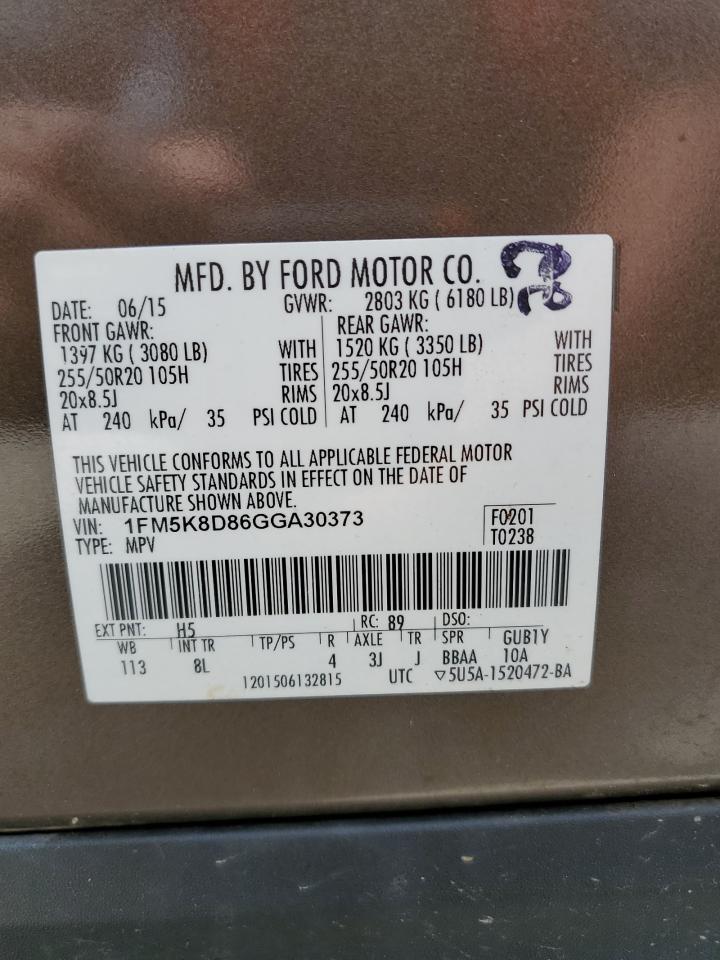 MFD. BY FORD MOTOR CO.
DATE: 06/15 GVWR: 2803 KG ( 6180 LB)
FRONT GAWR: REAR GAWR:
1397 KG ( 3080 LB) WITH 1520 KG ( 3350 LB) WITH
255/50R20 105H TIRES 255/50R20 105H TIRES
20x8.5J RIMS 20x8.5J RIMS
AT 240 kPa/ 35 PSI COLD AT 240 kPa/ 35 PSI COLD
THIS VEHICLE CONFORMS TO ALL APPLICABLE FEDERAL MOTOR
VEHICLE SAFETY STANDARDS IN EFFECT ON THE DATE OF
MANUFACTURE SHOWN ABOVE.
VIN: 1FM5K8D86GGA30373 F0201
TYPE: MPV T0238
EXT PNT: H5 RC: 89 DSO:
WB INT TR TP/PS R AXLE TR SPR GUB1Y
113 8L 4 3J J BBAA 10A
1201506132815 UTC ▽5U5A-1520472-BA